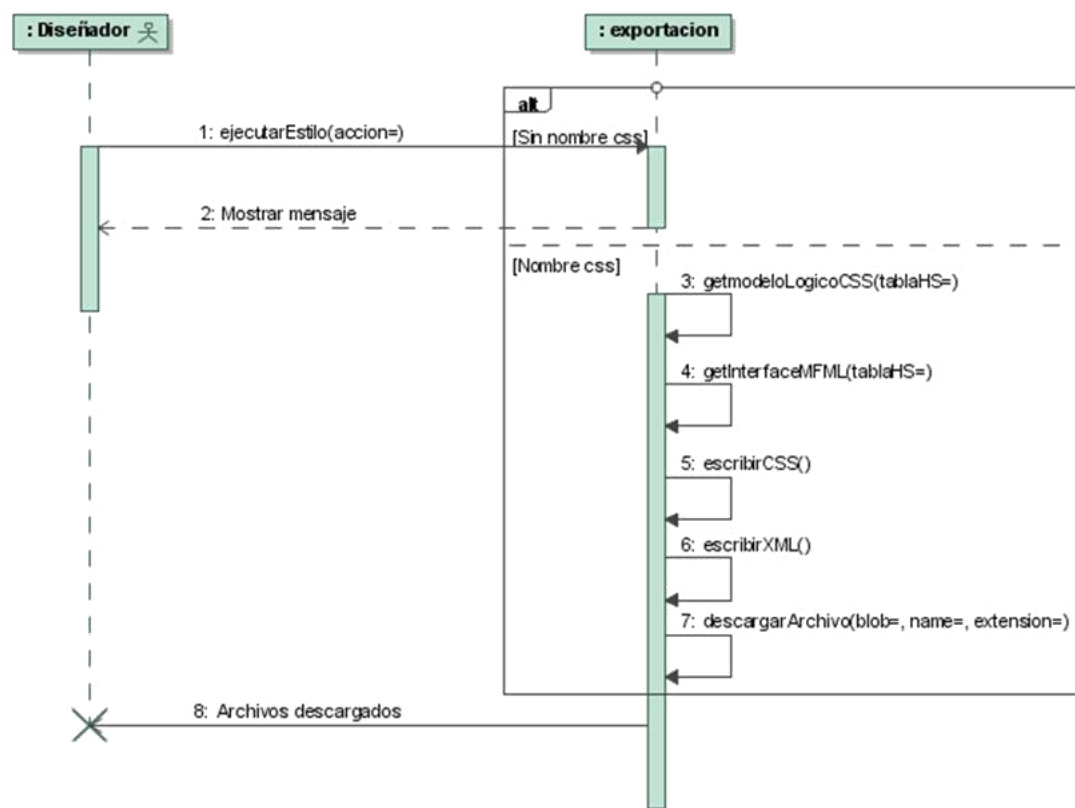 : Diseñador
: exportacion
alt
1: ejecutarEstilo(accion=)
[Sin nombre css]
2: Mostrar mensaje
[Nombre css]
3: getmodeloLogicoCSS(tablaHS=)
4: getInterfaceMFML(tablaHS=)
5: escribirCSS()
6: escribirXML()
7: descargarArchivo(blob=, name=, extension=)
8: Archivos descargados